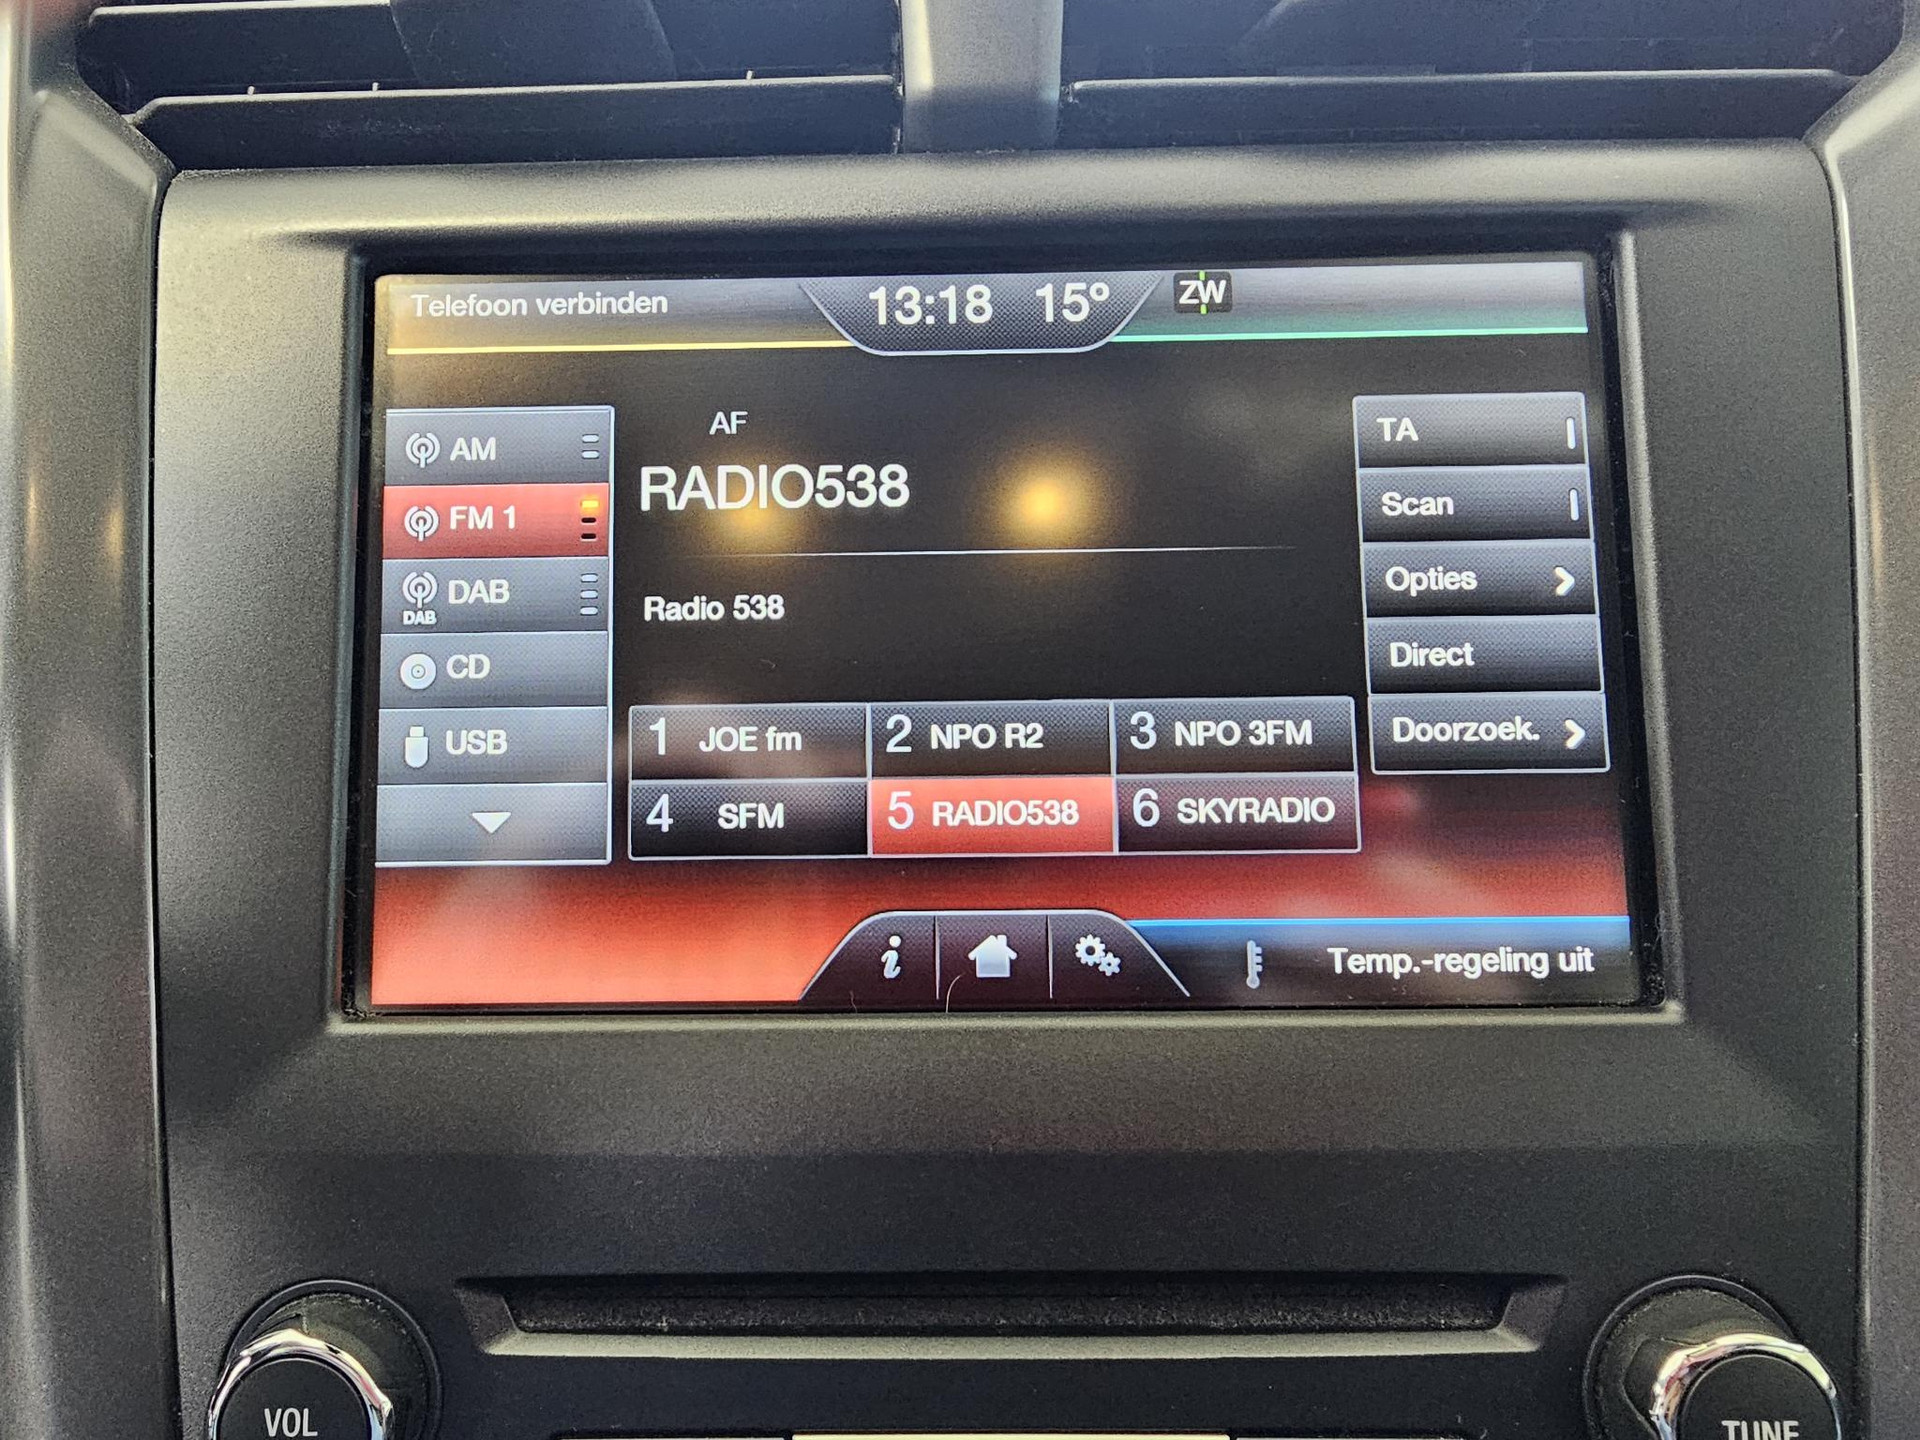 Telefoon verbinden
13:18 15º
ZW
AM
FM 1
DAB
DAB
CD
USB
AF
RADIO538
Radio 538
1 JOE fm
2 NPO R2
3 NPO 3FM
4 SFM
5 RADIO538
6 SKYRADIO
TA
Scan
Opties
Direct
Doorzoek.
i
Temp.-regeling uit
VOL
TUNE